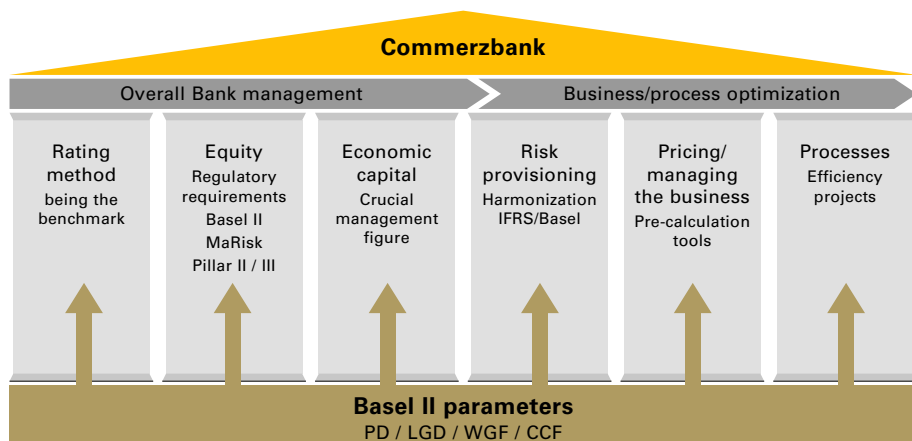 Commerzbank
Overall Bank management
Business/process optimization
Rating
method
being the
benchmark
Equity
Regulatory
requirements
Basel II
MaRisk
Pillar II / III
Economic
capital
Crucial
management
figure
Risk
provisioning
Harmonization
IFRS/Basel
Pricing/
managing
the business
Pre-calculation
tools
Processes
Efficiency
projects
Basel II parameters
PD / LGD / WGF / CCF